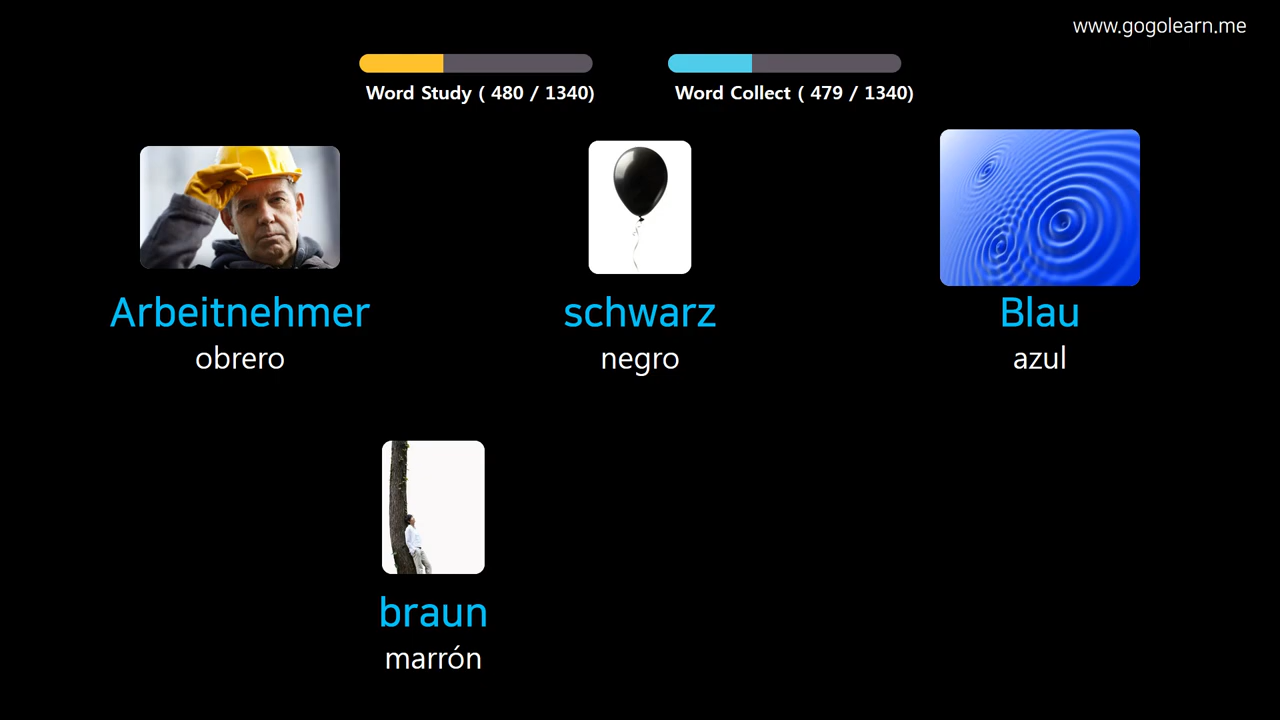 www.gogolearn.me
Word Study ( 480 / 1340)
Word Collect ( 479 / 1340)
Arbeitnehmer
obrero
schwarz
negro
Blau
azul
braun
marrón